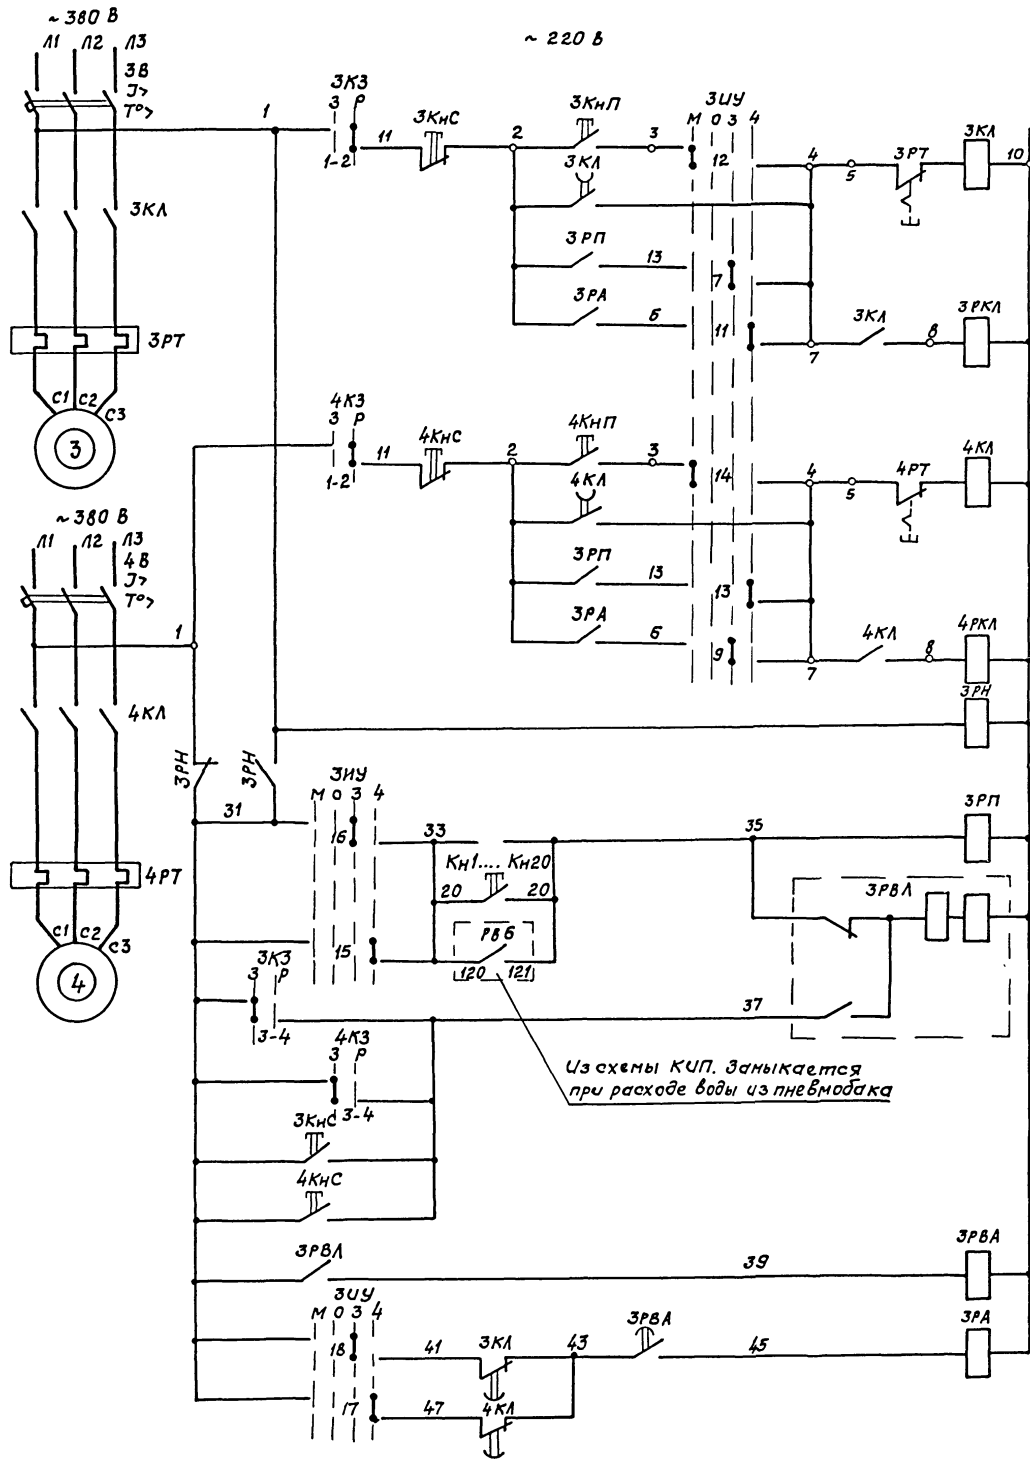 ~ 380 В
Л1 Л2 Л3
3В
J>
T°>
3КЛ
3РТ
С1 С2 С3
3
~ 380 В
Л1 Л2 Л3
4В
J>
T°>
4КЛ
4РТ
С1 С2 С3
4
~ 220 В
1
3КЗ
З Р
1-2
11
3КнС
2
3КнП
3
3ИУ
М О 3 4
12
4
5
3РТ
3КЛ
10
3КЛ
3РП
13
7
3РА
6
11
7
3КЛ
8
3РКЛ
4КЗ
З Р
1-2
11
4КнС
2
4КнП
3
14
4
5
4РТ
4КЛ
4КЛ
3РП
13
13
3РА
6
9
7
4КЛ
8
4РКЛ
1
3РН
3РН
3РН
31
3ИУ
М О 3 4
16
33
35
3РП
Кн1.... Кн20
20 20
3РВЛ
15
РВ6
120 121
3КЗ
З Р
3-4
37
4КЗ
З Р
3-4
Из схемы КИП. Замыкается
при расходе воды из пневмобака
3КнС
4КнС
3РВЛ
39
3РВА
3ИУ
М О 3 4
18
41
3КЛ
43
3РВА
45
3РА
17
47
4КЛ